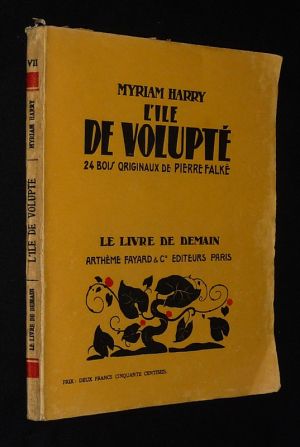 VII
MYRIAM HARRY
L'ILE DE VOLUPTÉ
LE LIVRE DE DEMAIN
MYRIAM HARRY
L'ILE
DE VOLUPTÉ
24 BOIS ORIGINAUX DE PIERRE FALKÉ
LE LIVRE DE DEMAIN
ARTHÈME FAYARD & Cie EDITEURS PARIS
PRIX : DEUX FRANCS CINQUANTE CENTIMES.